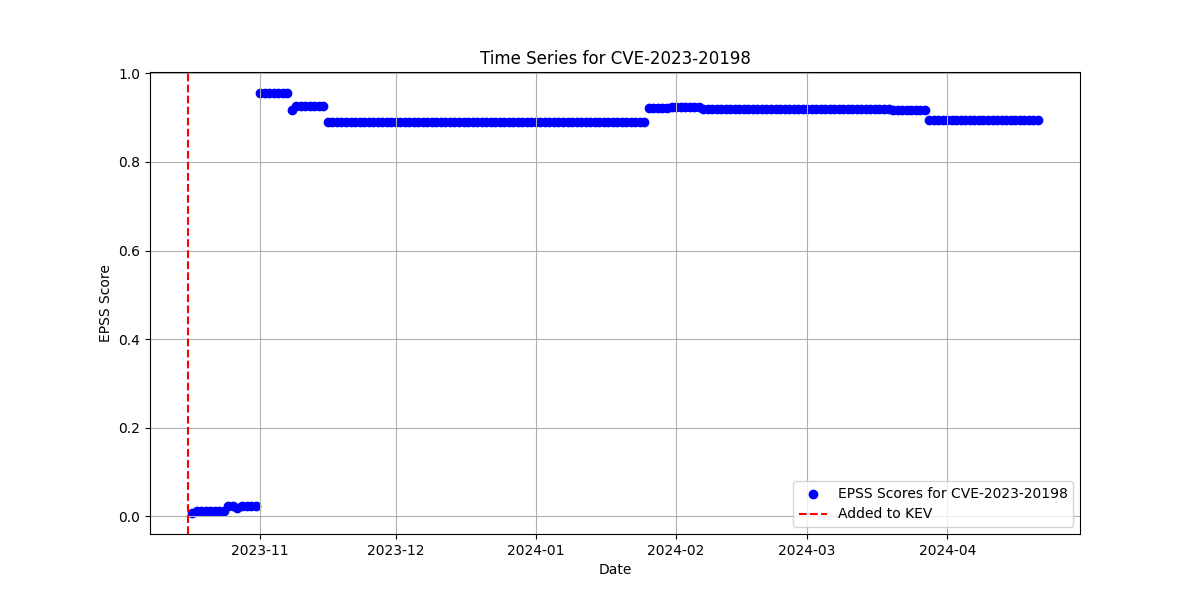 Time Series for CVE-2023-20198
1.0
0.8
0.6
0.4
0.2
0.0
EPSS Score
2023-11
2023-12
2024-01
2024-02
2024-03
2024-04
Date
EPSS Scores for CVE-2023-20198
Added to KEV